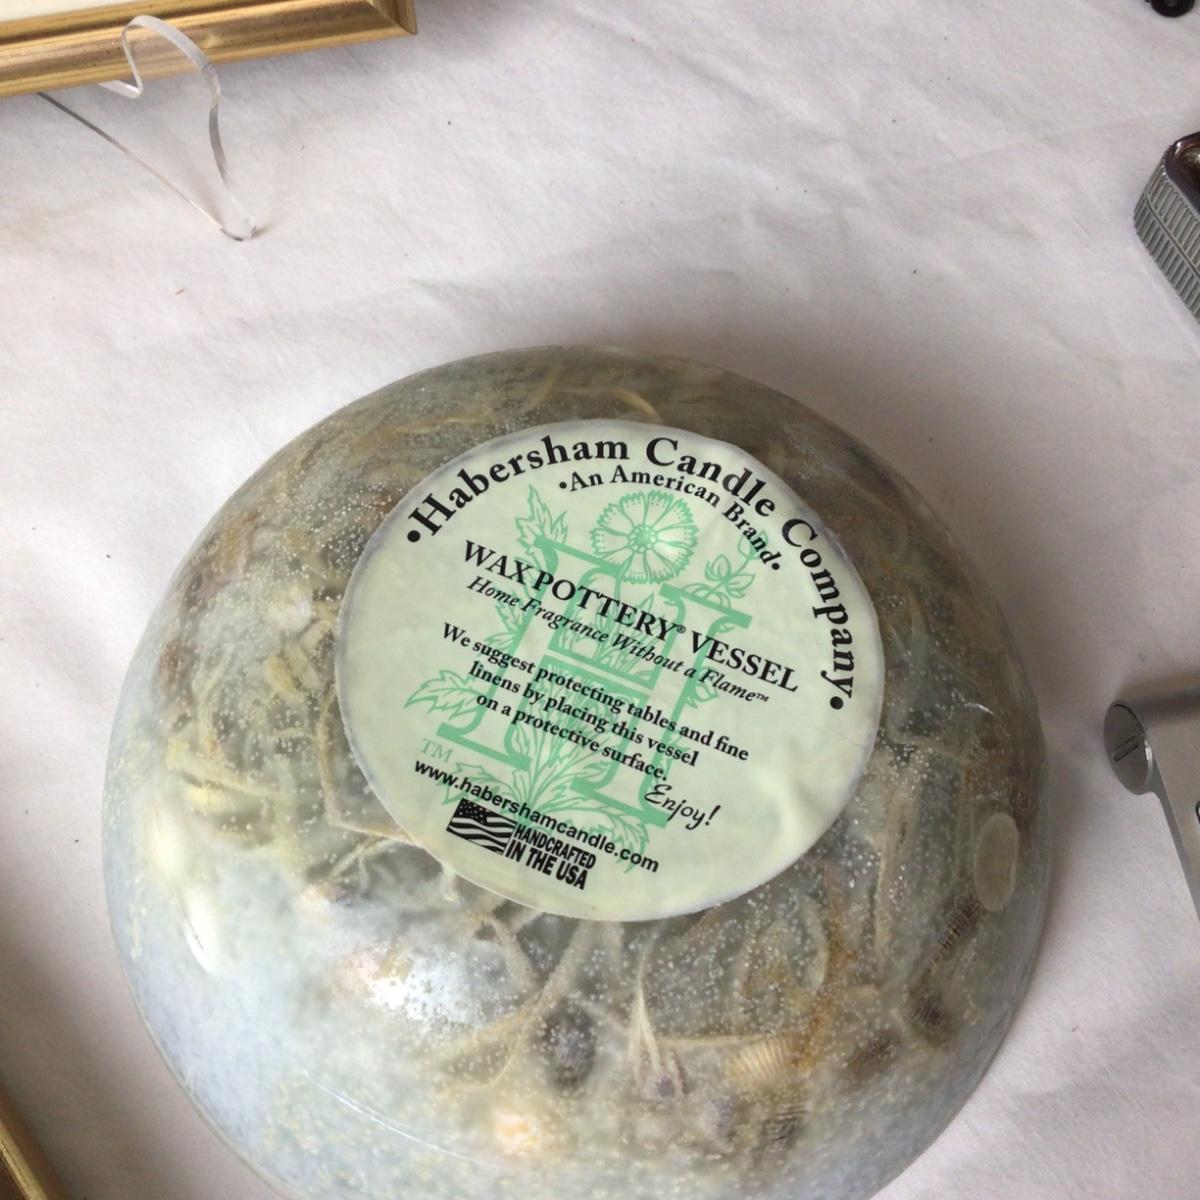 •Habersham Candle Company•
•An American Brand•
WAX POTTERY® VESSEL
Home Fragrance Without a Flame™
We suggest protecting tables and fine
linens by placing this vessel
on a protective surface.
Enjoy!
TM
www.habershamcandle.com
HANDCRAFTED
IN THE USA